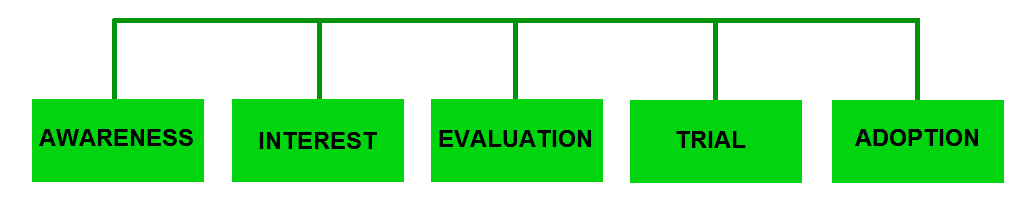 AWARENESS
INTEREST
EVALUATION
TRIAL
ADOPTION